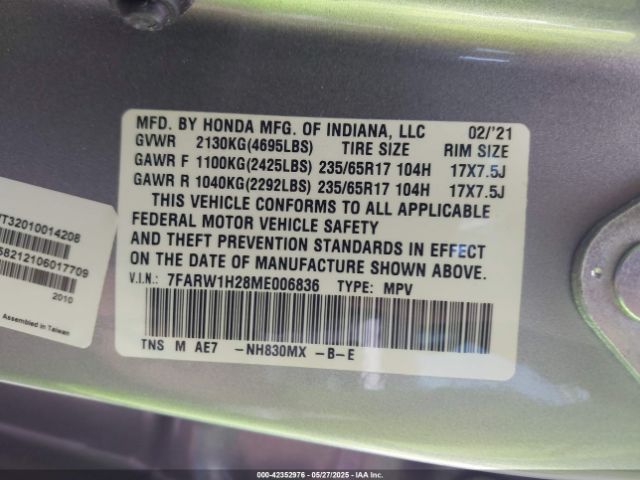 MFD. BY HONDA MFG. OF INDIANA, LLC 02/'21
GVWR 2130KG(4695LBS) TIRE SIZE RIM SIZE
GAWR F 1100KG(2425LBS) 235/65R17 104H 17X7.5J
GAWR R 1040KG(2292LBS) 235/65R17 104H 17X7.5J
THIS VEHICLE CONFORMS TO ALL APPLICABLE
FEDERAL MOTOR VEHICLE SAFETY
AND THEFT PREVENTION STANDARDS IN EFFECT
ON THE DATE OF MANUFACTURE SHOWN ABOVE.
V.I.N.: 7FARW1H28ME006836 TYPE: MPV
TNS M AE7 -NH830MX -B-E
T32010014208
58212106017709
2010
Assembled in Taiwan
000-42352976 - 05/27/2025 - IAA Inc.